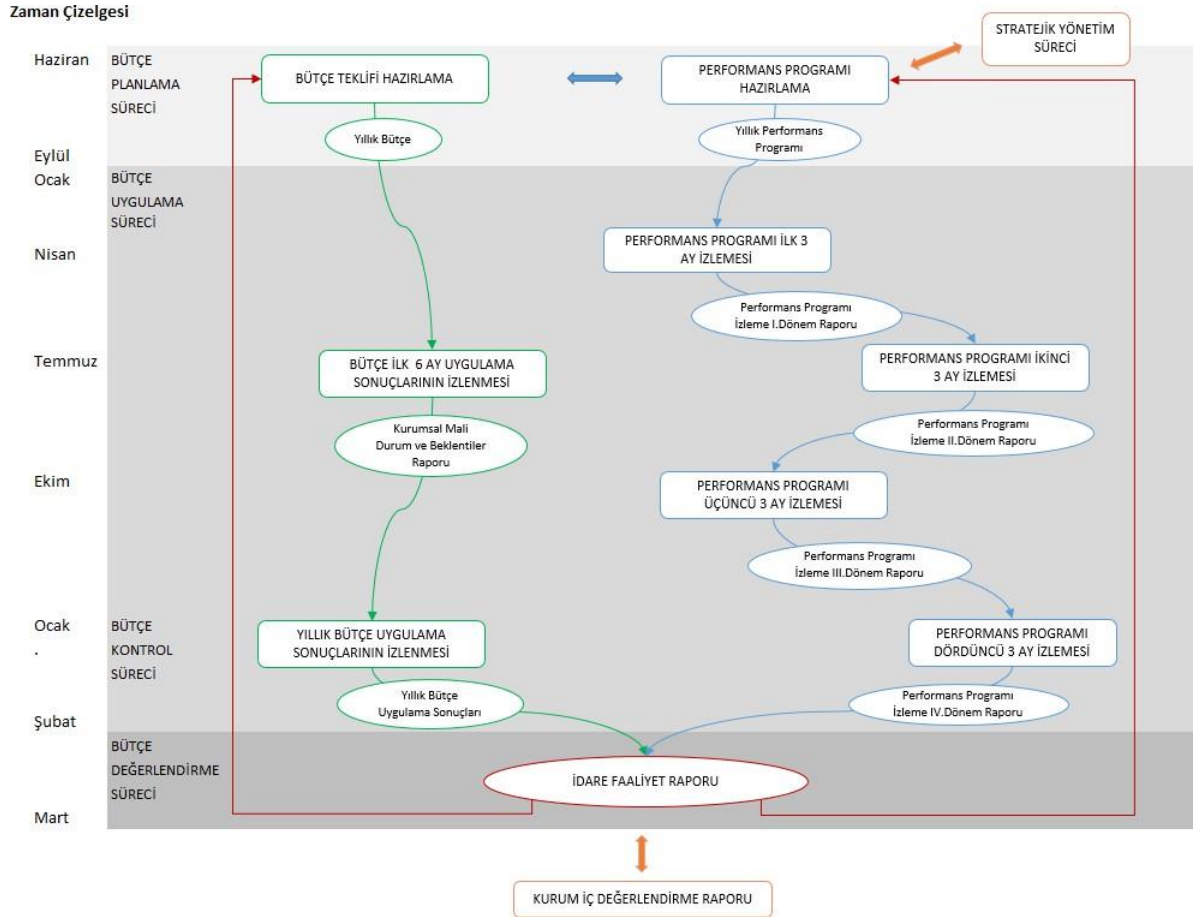 Zaman Çizelgesi
STRATEJİK YÖNETİM
SÜRECİ
Haziran
BÜTÇE
PLANLAMA
SÜRECİ
BÜTÇE TEKLİFİ HAZIRLAMA
PERFORMANS PROGRAMI
HAZIRLAMA
Yıllık Bütçe
Yıllık Performans
Programı
Eylül
Ocak
BÜTÇE
UYGULAMA
SÜRECİ
Nisan
PERFORMANS PROGRAMI İLK 3
AY İZLEMESİ
Performans Programı
İzleme I.Dönem Raporu
Temmuz
BÜTÇE İLK  6 AY UYGULAMA
SONUÇLARININ İZLENMESİ
PERFORMANS PROGRAMI İKİNCİ
3 AY İZLEMESİ
Kurumsal Mali
Durum ve Beklentiler
Raporu
Performans Programı
İzleme II.Dönem Raporu
Ekim
PERFORMANS PROGRAMI
ÜÇÜNCÜ 3 AY İZLEMESİ
Performans Programı
İzleme III.Dönem Raporu
Ocak
.
BÜTÇE
KONTROL
SÜRECİ
YILLIK BÜTÇE UYGULAMA
SONUÇLARININ İZLENMESİ
PERFORMANS PROGRAMI
DÖRDÜNCÜ 3 AY İZLEMESİ
Yıllık Bütçe
Uygulama Sonuçları
Performans Programı
İzleme IV.Dönem Raporu
Şubat
BÜTÇE
DEĞERLENDİRME
SÜRECİ
İDARE FAALİYET RAPORU
Mart
KURUM İÇ DEĞERLENDİRME RAPORU